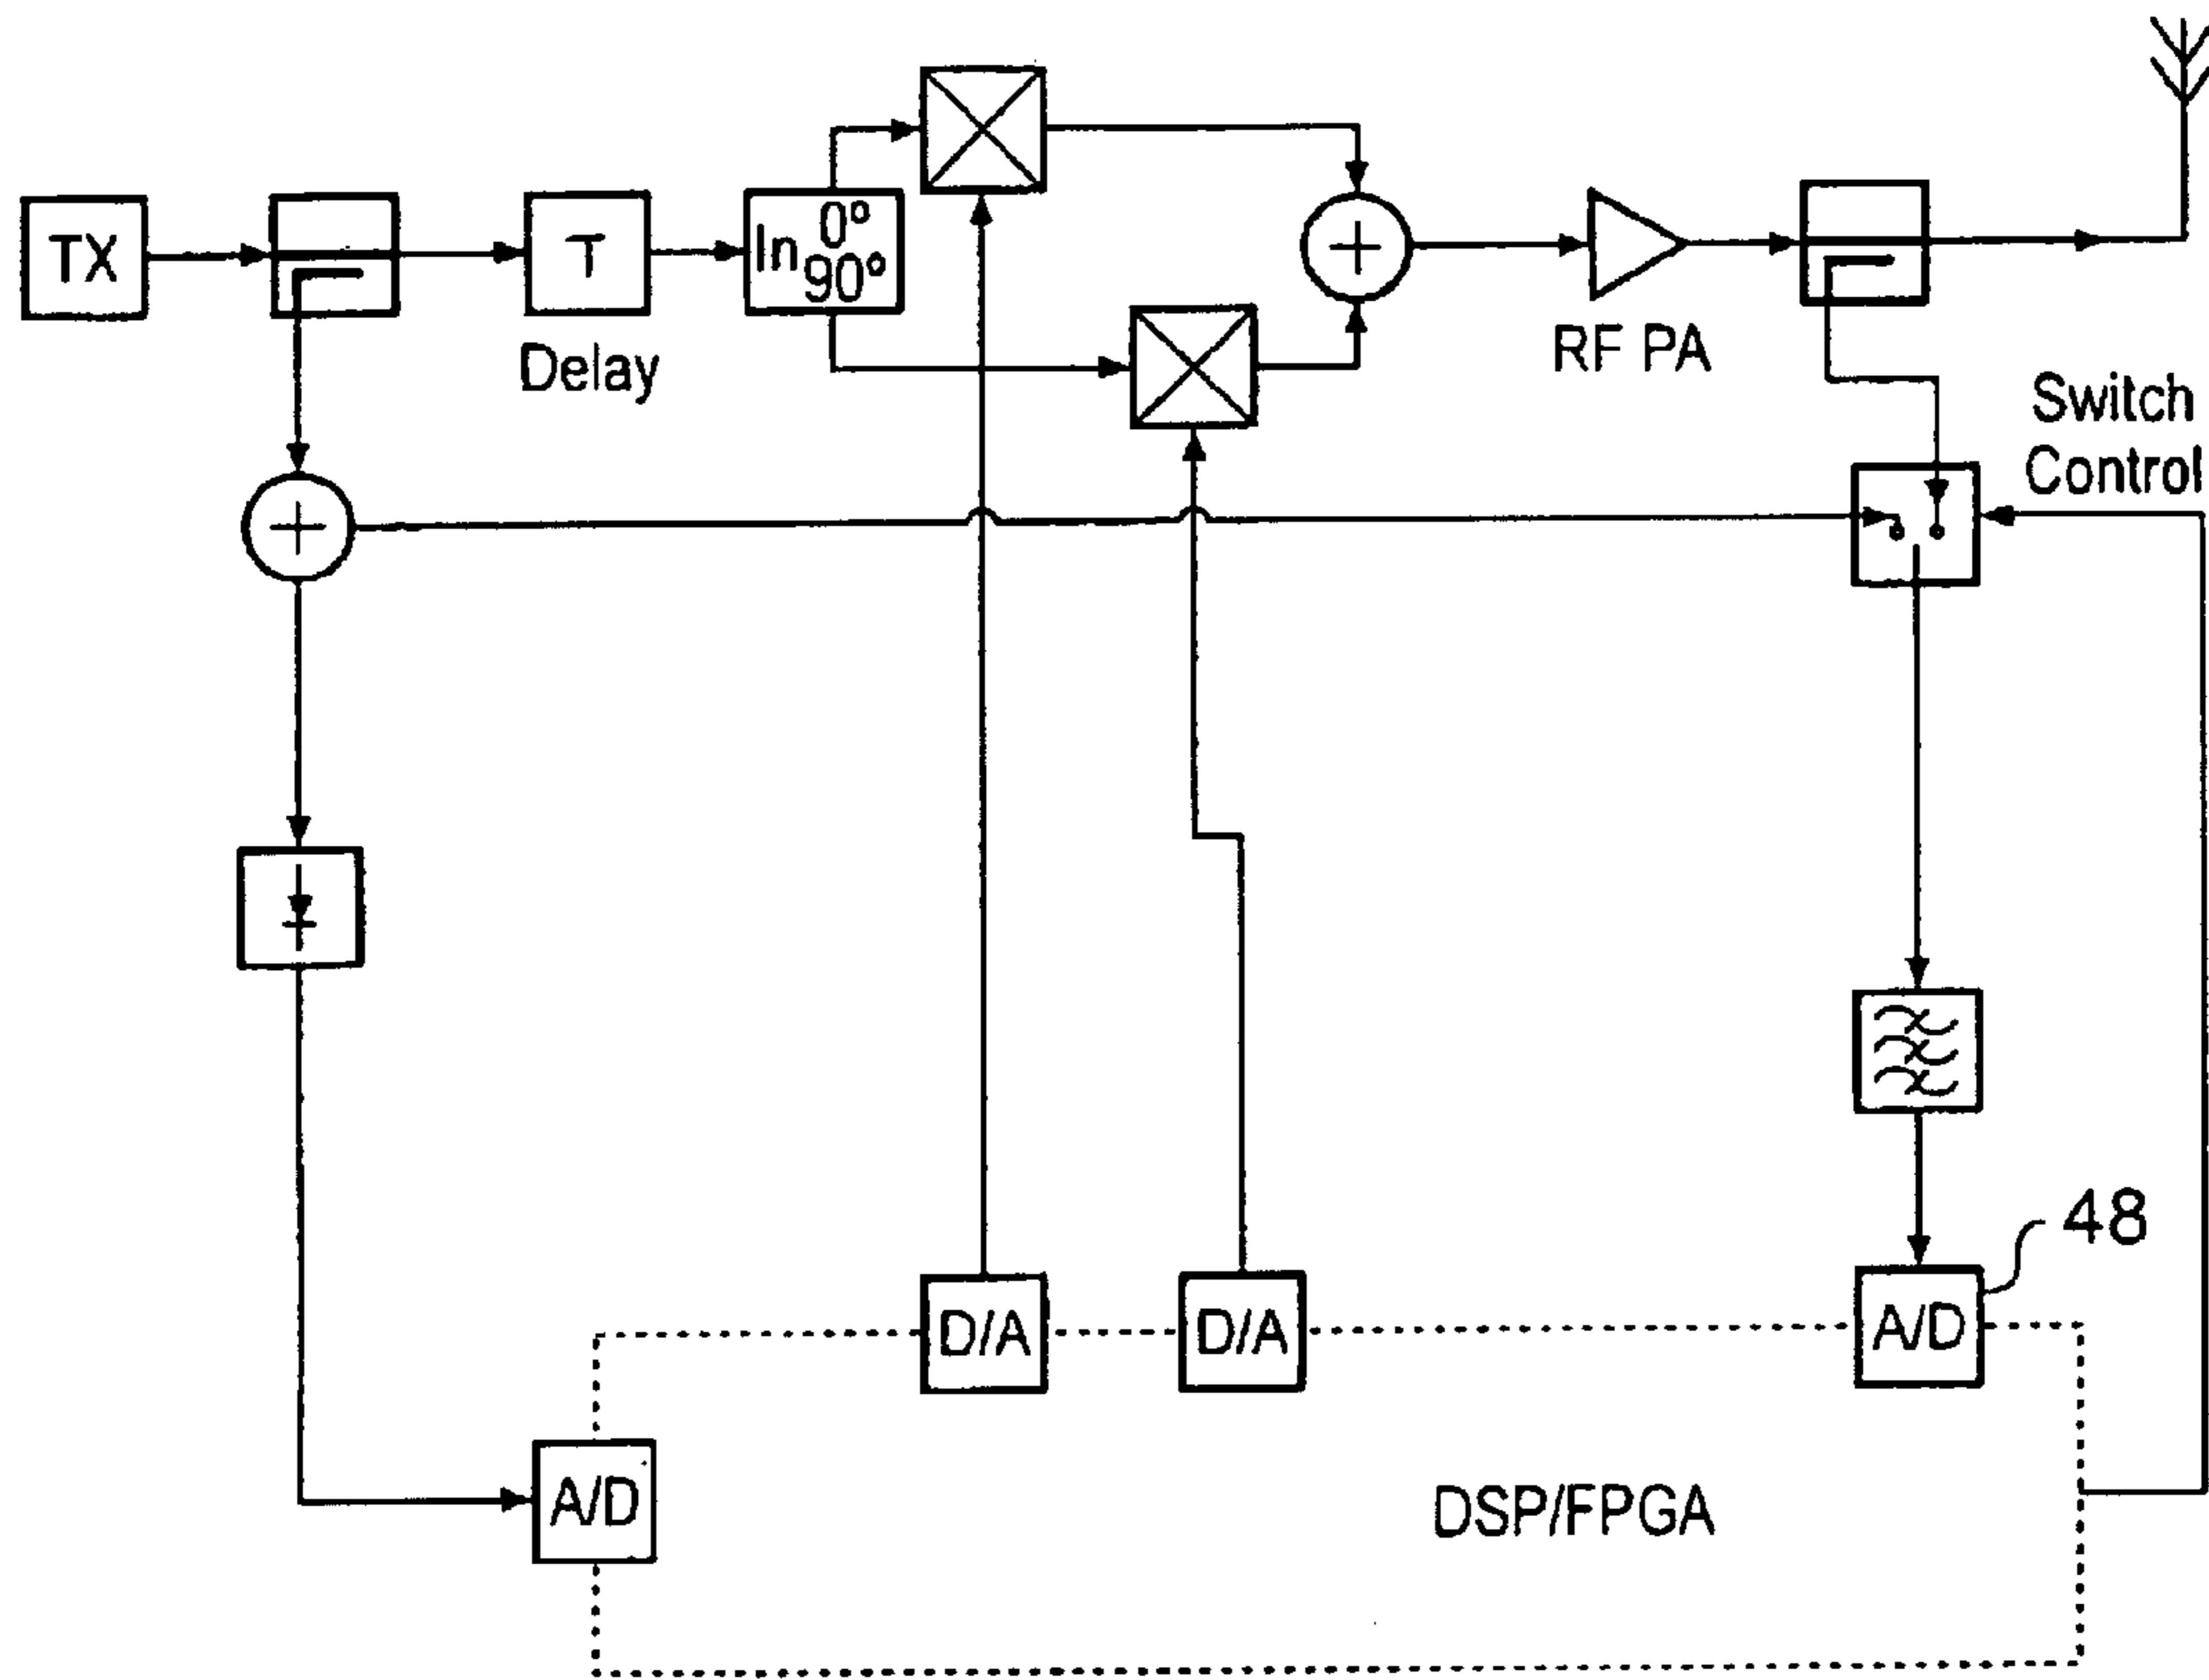 TX
T
Delay
In 0°
90°
RF PA
Switch
Control
48
D/A
D/A
A/D
A/D
DSP/FPGA